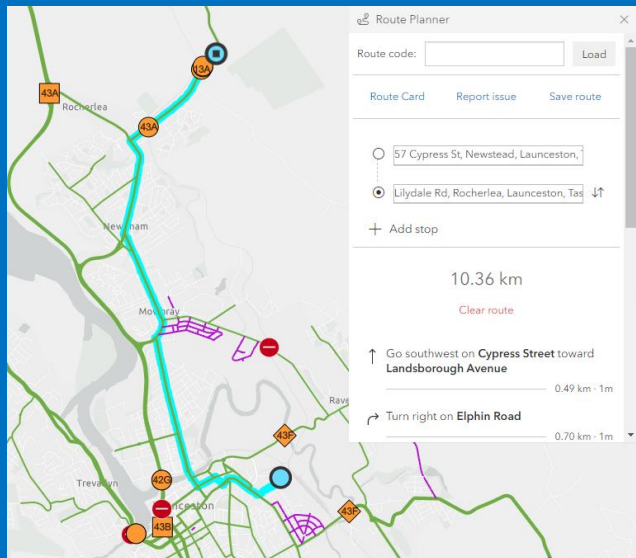 Route Planner
Route code:
Load
Route Card
Report issue
Save route
57 Cypress St, Newstead, Launceston,
Lilydale Rd, Rocherlea, Launceston, Tas
Add stop
10.36 km
Clear route
Go southwest on Cypress Street toward
Landsborough Avenue
0.49 km · 1m
Turn right on Elphin Road
0.70 km · 1m
13A
43A
Rocherlea
43A
Mowbray
43F
42G
Trevallyn
43F
43B